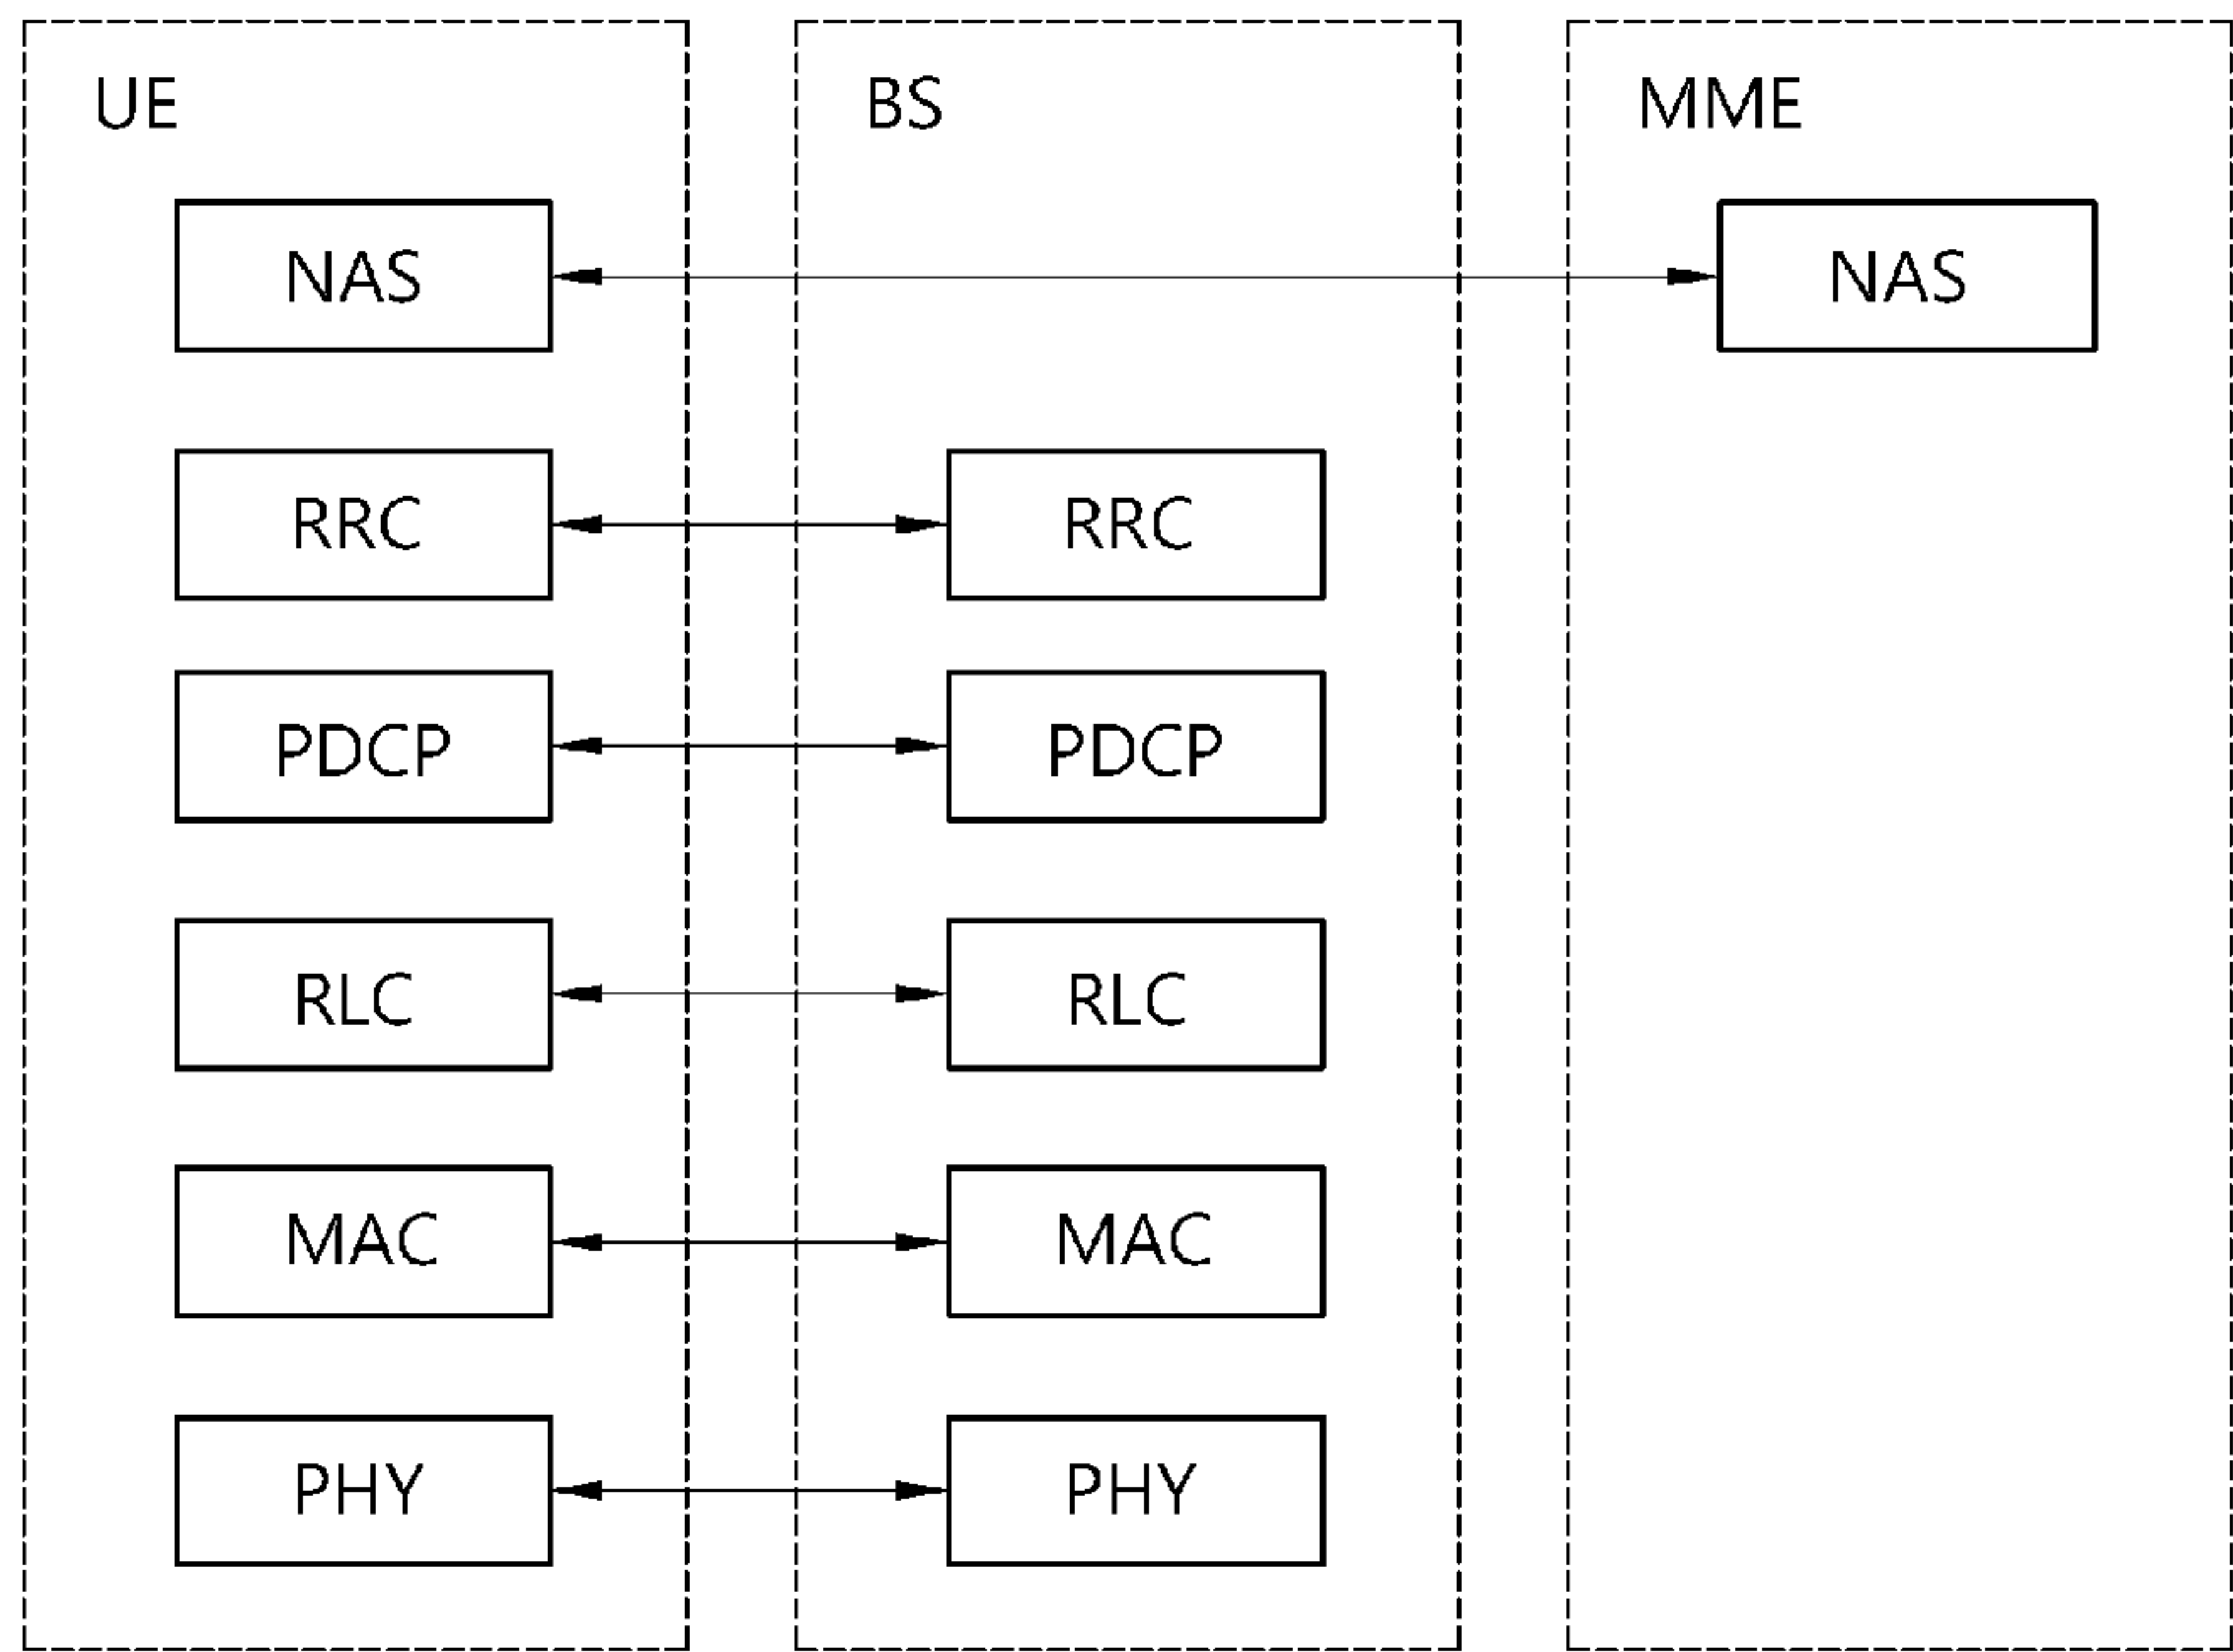 UE BS MME
NAS NAS
RRC RRC
PDCP PDCP
RLC RLC
MAC MAC
PHY PHY